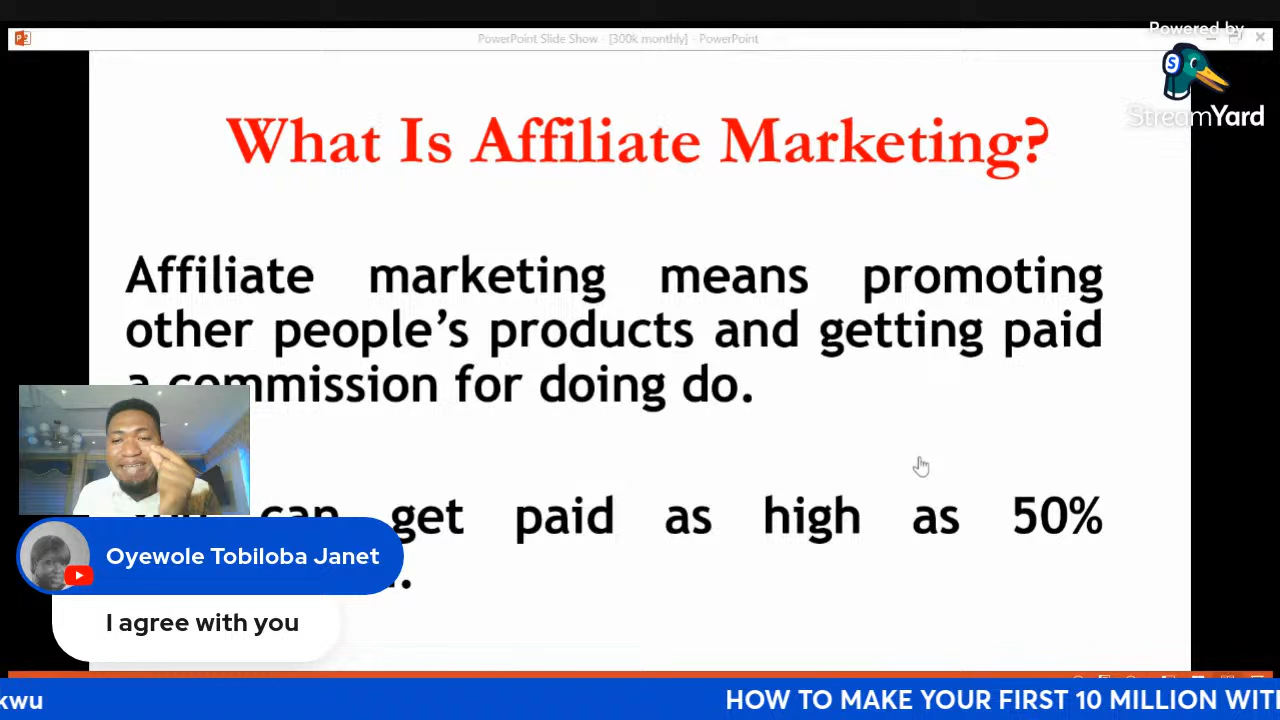 PowerPoint Slide Show - [300k monthly] - PowerPoint
Powered by
StreamYard
What Is Affiliate Marketing?
Affiliate marketing means promoting
other people's products and getting paid
a commission for doing do.
You can get paid as high as 50%
Oyewole Tobiloba Janet
I agree with you
kwu HOW TO MAKE YOUR FIRST 10 MILLION WIT